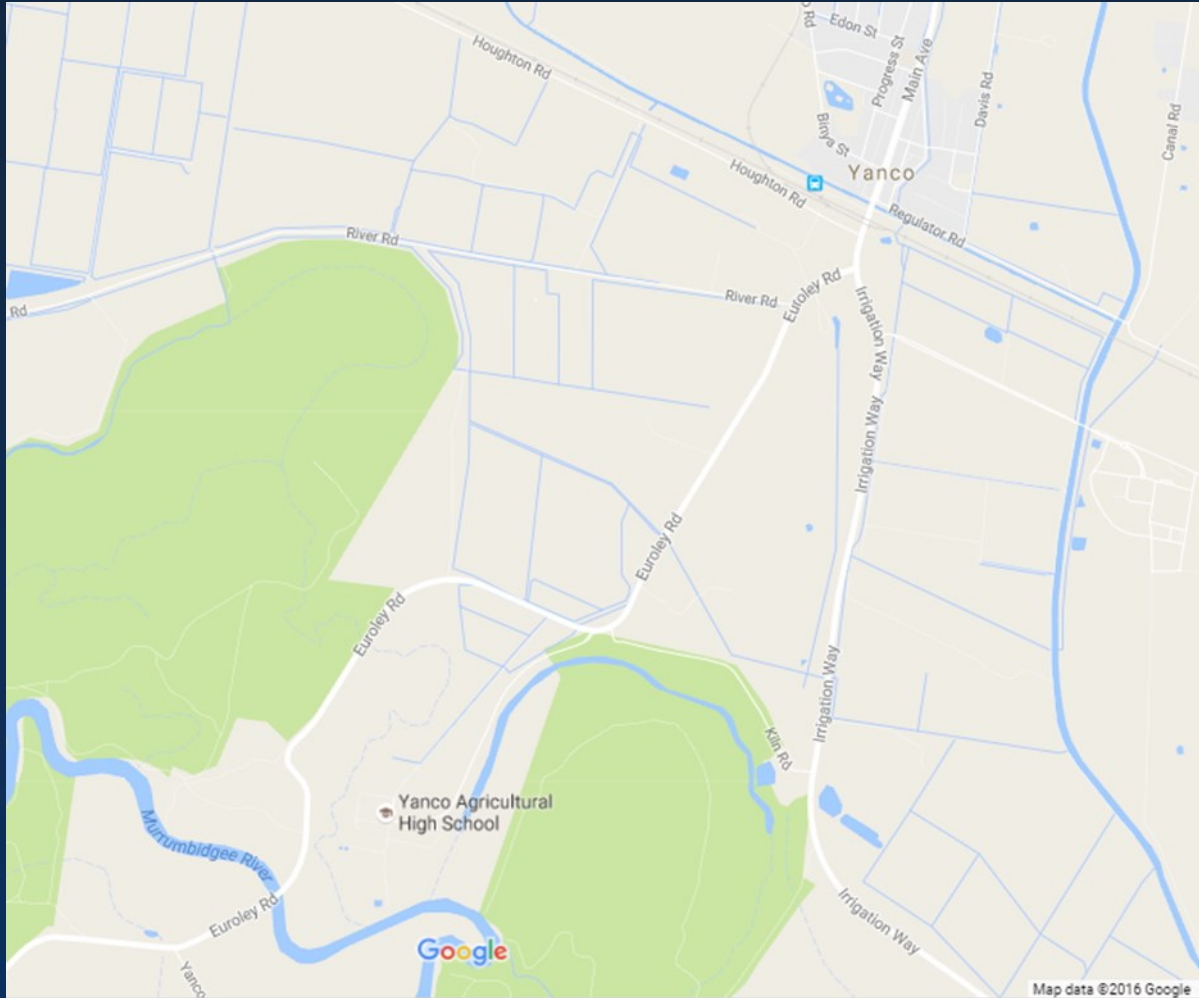 o Rd
Edon St
Progress St
Main Ave
Houghton Rd
Davis Rd
Binya St
Canal Rd
Houghton Rd
Yanco
Regulator Rd
River Rd
River Rd
Euroley Rd
Rd
Irrigation Way
Irrigation Way
Euroley Rd
Euroley Rd
Irrigation Way
Kiln Rd
Yanco Agricultural
High School
Murrumbidgee River
Euroley Rd
Irrigation Way
Google
Yanco
Map data ©2016 Google